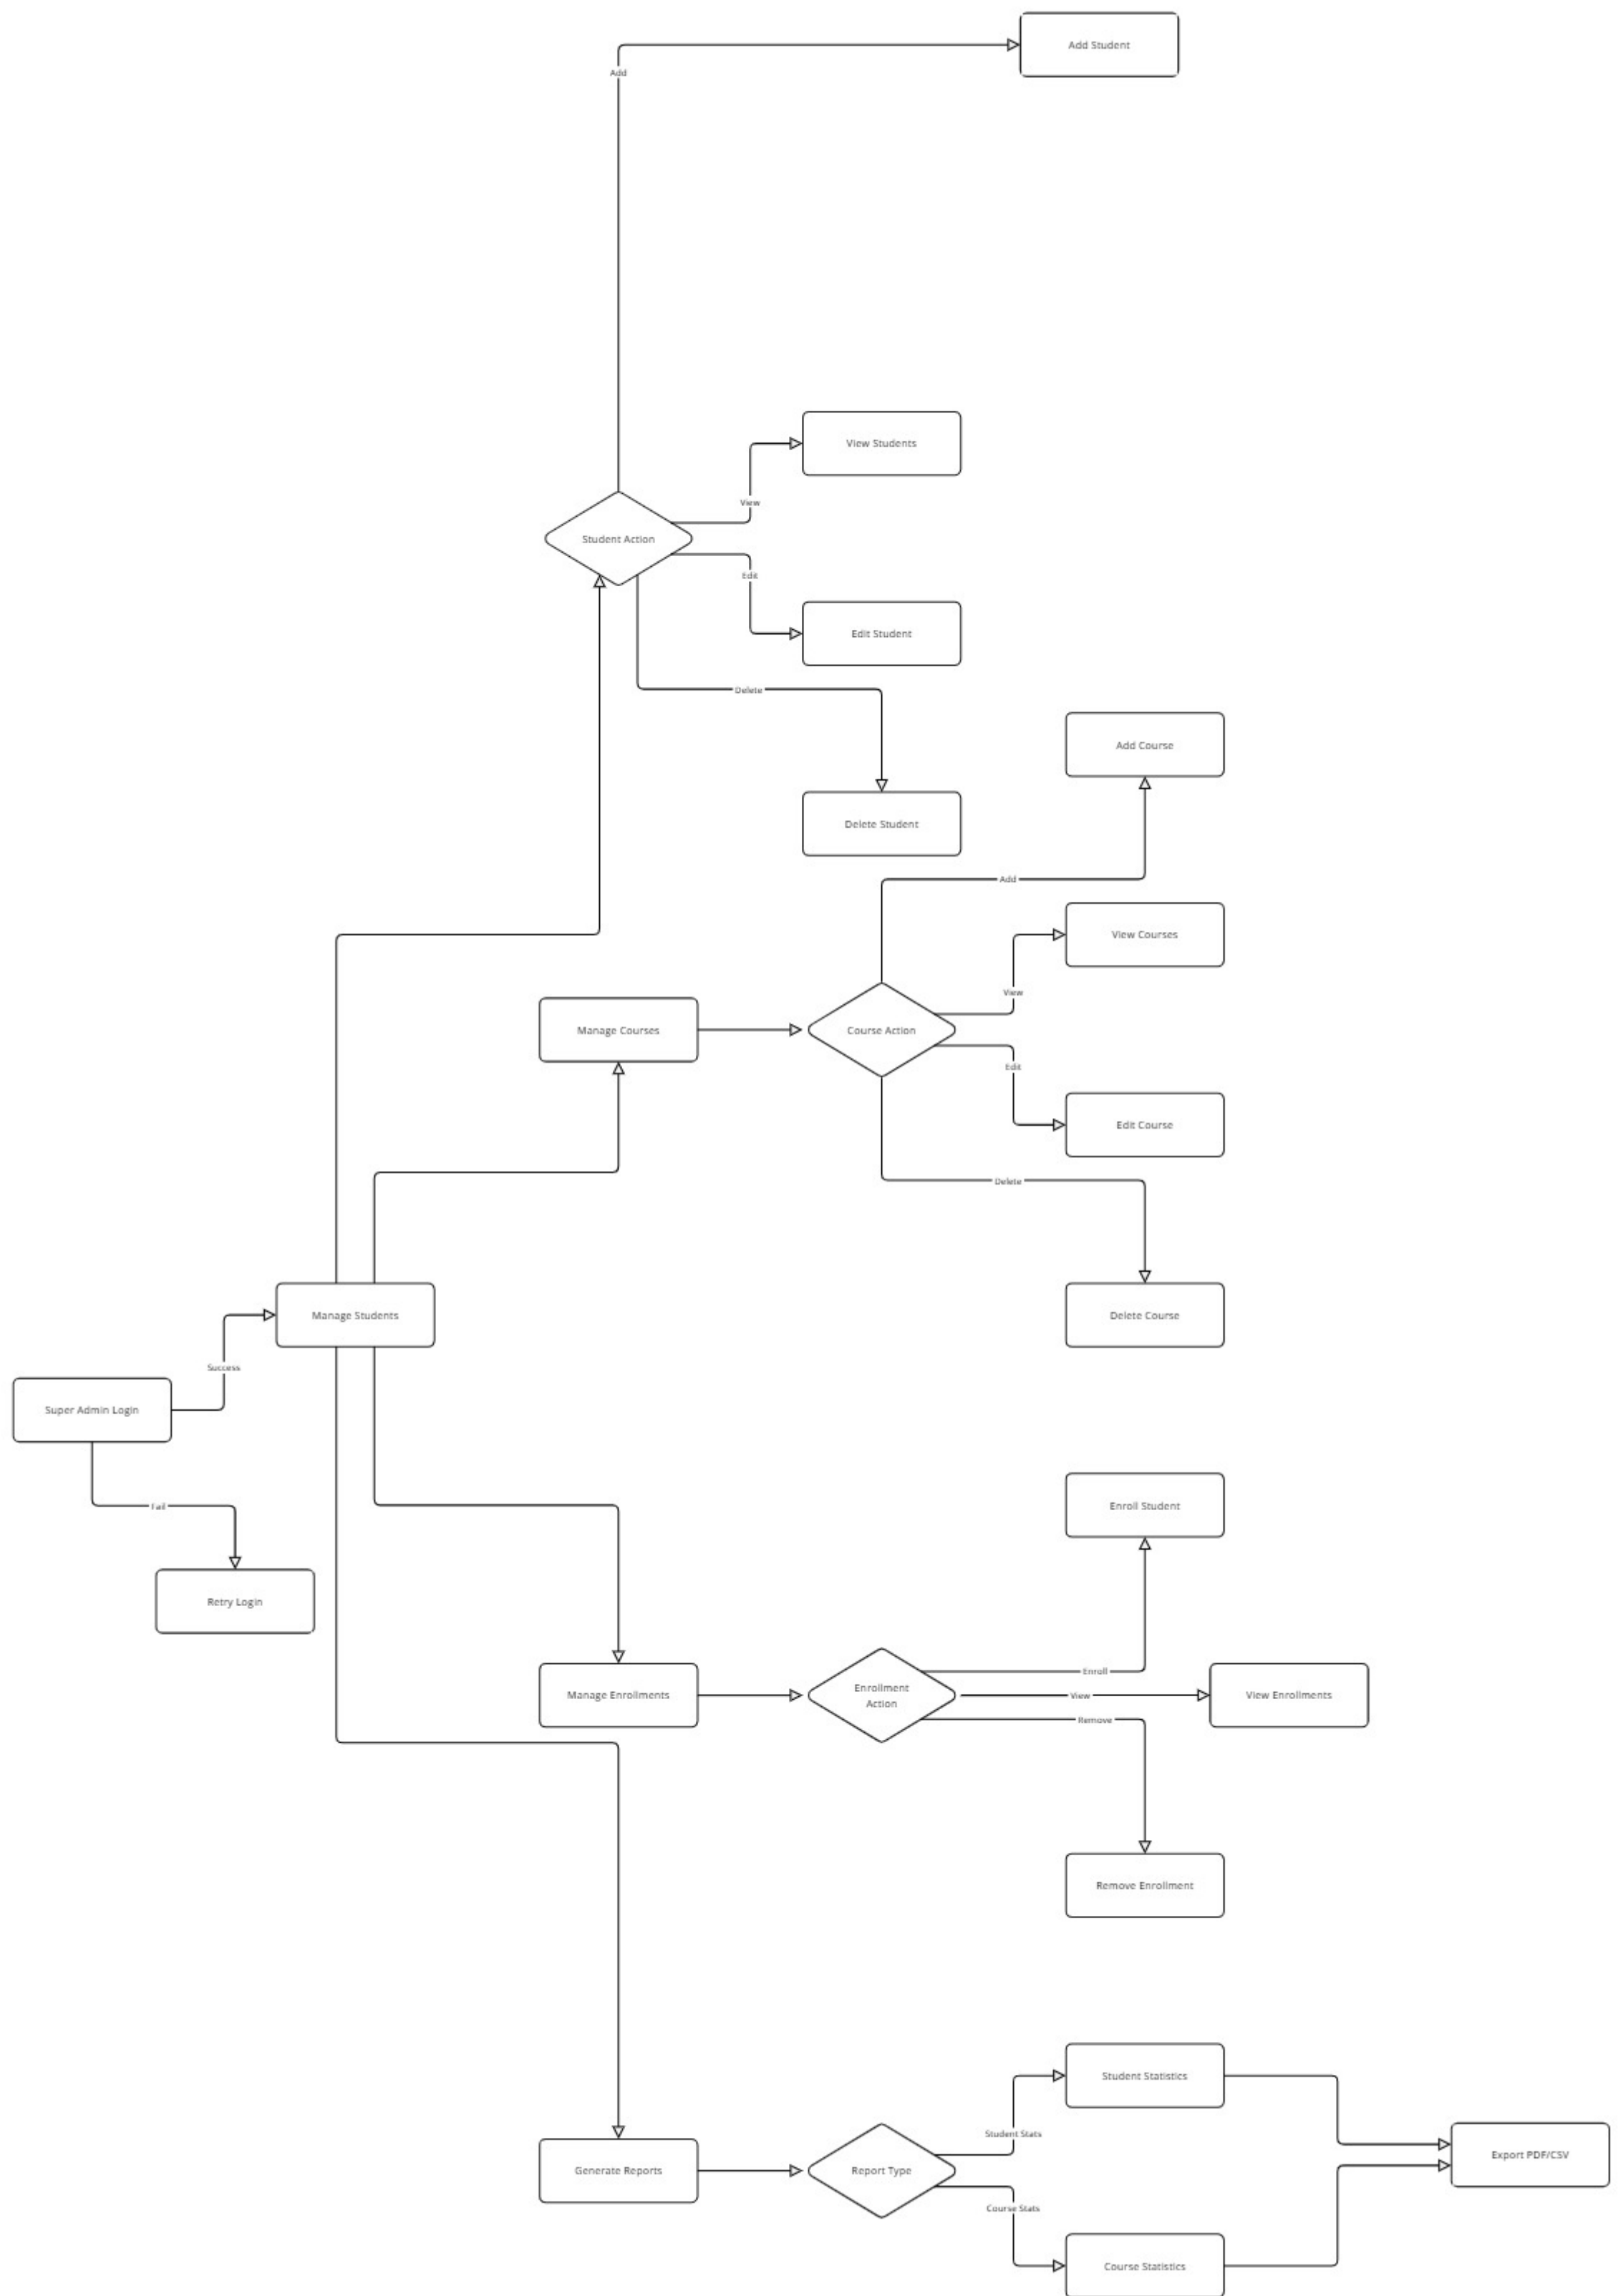 Add Student
Add
View Students
View
Student Action
Edit
Edit Student
Delete
Add Course
Delete Student
Add
View Courses
View
Manage Courses
Course Action
Edit
Edit Course
Delete
Manage Students
Delete Course
Success
Super Admin Login
Fail
Enroll Student
Retry Login
Enroll
Manage Enrollments
Enrollment
Action
View
View Enrollments
Remove
Remove Enrollment
Student Statistics
Student Stats
Export PDF/CSV
Generate Reports
Report Type
Course Stats
Course Statistics